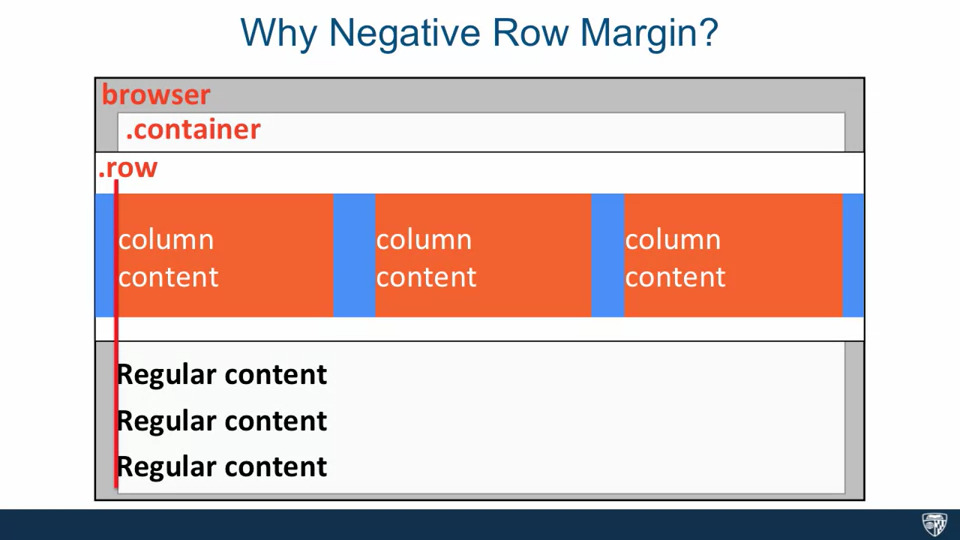 Why Negative Row Margin?
browser
.container
.row
column
content
column
content
column
content
Regular content
Regular content
Regular content